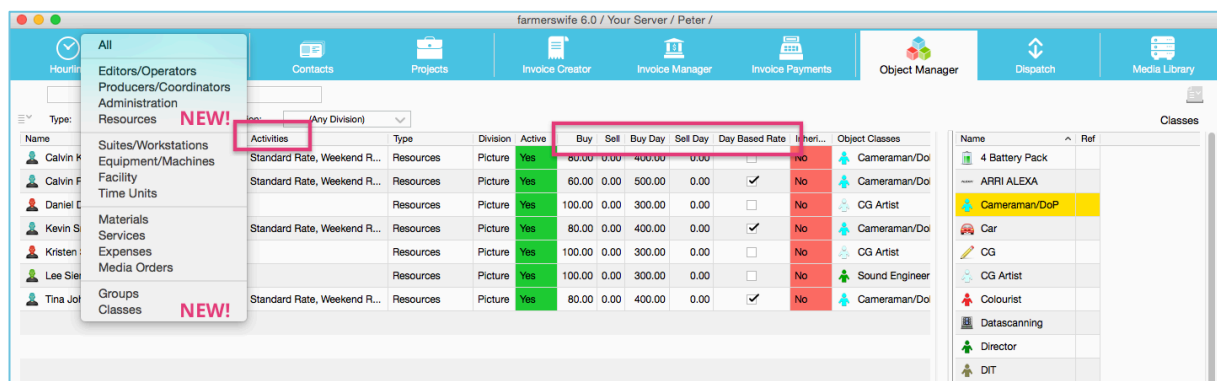 farmerswife 6.0 / Your Server / Peter /
Contacts Projects Invoice Creator Invoice Manager Invoice Payments Object Manager Dispatch Media Library
All
Editors/Operators
Producers/Coordinators
Administration
Resources NEW!
Suites/Workstations
Equipment/Machines
Facility
Time Units
Materials
Services
Expenses
Media Orders
Groups
Classes NEW!
Type: (Any Division) Classes
Name Activities Type Division Active Buy Sell Buy Day Sell Day Day Based Rate Inheri... Object Classes Name Ref
Calvin Standard Rate, Weekend R... Resources Picture Yes 80.00 0.00 400.00 0.00 No Cameraman/Do 4 Battery Pack
Calvin Standard Rate, Weekend R... Resources Picture Yes 60.00 0.00 500.00 0.00 No Cameraman/Do ARRI ALEXA
Daniel Resources Picture Yes 100.00 0.00 300.00 0.00 No CG Artist Cameraman/DoP
Kevin Standard Rate, Weekend R... Resources Picture Yes 80.00 0.00 400.00 0.00 No Cameraman/Do Car
Kristen Resources Picture Yes 100.00 0.00 300.00 0.00 No CG Artist CG
Lee Resources Picture Yes 100.00 0.00 300.00 0.00 No Sound Engineer CG Artist
Tina Standard Rate, Weekend R... Resources Picture Yes 80.00 0.00 400.00 0.00 No Cameraman/Do Colourist
Datascanning
Director
DIT